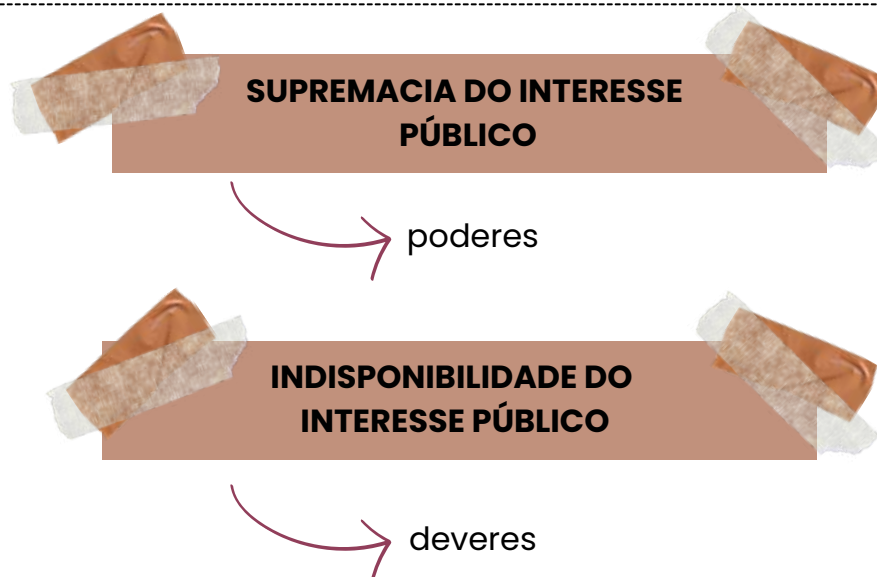 SUPREMACIA DO INTERESSE
PÚBLICO
poderes
INDISPONIBILIDADE DO
INTERESSE PÚBLICO
deveres